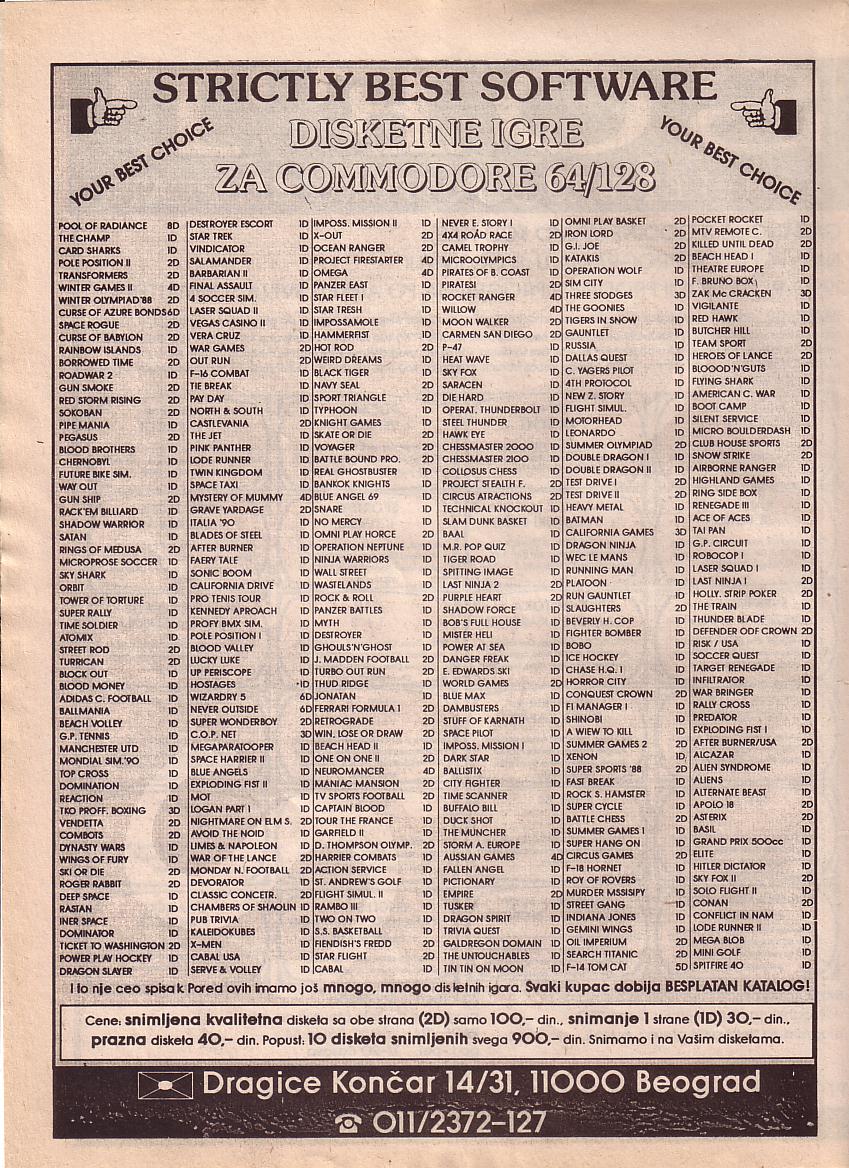 STRICTLY BEST SOFTWARE
YOUR BEST CHOICE
DISKETNE IGRE
ZA COMMODORE 64/128
YOUR BEST CHOICE
POOL OF RADIANCE 8D
THE CHAMP 1D
CARD SHARKS 1D
POLE POSITION II 2D
TRANSFORMERS 2D
WINTER GAMES II 4D
WINTER OLYMPIAD'88 2D
CURSE OF AZURE BONDS 6D
SPACE ROGUE 2D
CURSE OF BABYLON 2D
RAINBOW ISLANDS 1D
BORROWED TIME 2D
ROADWAR 2 1D
GUN SMOKE 2D
RED STORM RISING 2D
SOKOBAN 2D
PIPE MANIA 1D
PEGASUS 2D
BLOOD BROTHERS 1D
CHERNOBYL 1D
FUTURE BIKE SIM. 1D
WAY OUT 1D
GUN SHIP 2D
RACK'EM BILLIARD 1D
SHADOW WARRIOR 1D
SATAN 1D
RINGS OF MEDUSA 2D
MICROPROSE SOCCER 1D
SKY SHARK 1D
ORBIT 1D
TOWER OF TORTURE 1D
SUPER RALLY 1D
TIME SOLDIER 1D
ATOMIX 1D
STREET ROD 2D
TURRICAN 2D
BLOCK OUT 1D
BLOOD MONEY 1D
ADIDAS C. FOOTBALL 1D
BALLMANIA 1D
BEACH VOLLEY 1D
G.P. TENNIS 1D
MANCHESTER UTD 1D
MONDIAL SIM.'90 1D
TOP CROSS 1D
DOMINATION 1D
REACTION 1D
TKO PROFF. BOXING 3D
VENDETTA 2D
COMBOTS 2D
DYNASTY WARS 1D
WINGS OF FURY 1D
SKI OR DIE 2D
ROGER RABBIT 2D
DEEP SPACE 1D
RASTAN 1D
INER SPACE 1D
DOMINATOR 1D
TICKET TO WASHINGTON 2D
POWER PLAY HOCKEY 1D
DRAGON SLAYER 1D
DESTROYER ESCORT 1D
STAR TREK 1D
VINDICATOR 1D
SALAMANDER 1D
BARBARIAN II 1D
FINAL ASSAULT 1D
4 SOCCER SIM. 1D
LASER SQUAD II 1D
VEGAS CASINO II 1D
VERA CRUZ 1D
WAR GAMES 2D
OUT RUN 2D
F-16 COMBAT 1D
TIE BREAK 1D
PAY DAY 1D
NORTH & SOUTH 1D
CASTLEVANIA 2D
THE JET 1D
PINK PANTHER 1D
LODE RUNNER 1D
TWIN KINGDOM 1D
SPACE TAXI 1D
MYSTERY OF MUMMY 4D
GRAVE YARDAGE 2D
ITALIA '90 1D
BLADES OF STEEL 1D
AFTER BURNER 1D
FAERY TALE 1D
SONIC BOOM 1D
CALIFORNIA DRIVE 1D
PRO TENIS TOUR 1D
KENNEDY APROACH 1D
PROFY BMX SIM. 1D
POLE POSITION I 1D
BLOOD VALLEY 1D
LUCKY LUKE 1D
UP PERISCOPE 1D
HOSTAGES 1D
WIZARDRY 5 6D
NEVER OUTSIDE 6D
SUPER WONDERBOY 2D
C.O.P. NET 3D
MEGAPARATOOPER 1D
SPACE HARRIER II 1D
BLUE ANGELS 1D
EXPLODING FIST II 1D
MOT 1D
LOGAN PART I 1D
NIGHTMARE ON ELM S. 2D
AVOID THE NOID 1D
LIMES & NAPOLEON 1D
WAR OF THE LANCE 2D
MONDAY N. FOOTBALL 2D
DEVORATOR 1D
CLASSIC CONCETR. 2D
CHAMBERS OF SHAOLIN 1D
PUB TRIVIA 1D
KALEIDOKUBES 1D
X-MEN 1D
CABAL USA 1D
SERVE & VOLLEY 1D
IMPOSS. MISSION II 1D
X-OUT 2D
OCEAN RANGER 2D
PROJECT FIRESTARTER 4D
OMEGA 4D
PANZER EAST 1D
STAR FLEET I 1D
STAR TRESH 1D
IMPOSSAMOLE 1D
HAMMERFIST 1D
HOT ROD 2D
WEIRD DREAMS 1D
BLACK TIGER 1D
NAVY SEAL 2D
SPORT TRIANGLE 2D
TYPHOON 1D
KNIGHT GAMES 1D
SKATE OR DIE 2D
VOYAGER 2D
BATTLE BOUND PRO. 2D
REAL GHOSTBUSTER 1D
BANKOK KNIGHTS 1D
BLUE ANGEL 69 1D
SNARE 1D
NO MERCY 1D
OMNI PLAY HORCE 2D
OPERATION NEPTUNE 1D
NINJA WARRIORS 1D
WALL STREET 1D
WASTELANDS 1D
ROCK & ROLL 2D
PANZER BATTLES 1D
MYTH 1D
DESTROYER 1D
GHOULS'N'GHOST 1D
J. MADDEN FOOTBALL 2D
TURBO OUT RUN 2D
THUD RIDGE 1D
JONATAN 1D
FERRARI FORMULA 1 2D
RETROGRADE 2D
WIN, LOSE OR DRAW 2D
BEACH HEAD II 1D
ONE ON ONE II 2D
NEUROMANCER 4D
MANIAC MANSION 2D
TV SPORTS FOOTBALL 2D
CAPTAIN BLOOD 1D
TOUR THE FRANCE 1D
GARFIELD II 1D
D. THOMPSON OLYMP. 2D
HARRIER COMBATS 1D
ACTION SERVICE 1D
ST. ANDREW'S GOLF 1D
FLIGHT SIMUL. II 1D
RAMBO III 1D
TWO ON TWO 1D
S.S. BASKETBALL 1D
FIENDISH'S FREDD 2D
STAR FLIGHT 2D
CABAL 1D
NEVER E. STORY I 1D
4X4 ROAD RACE 2D
CAMEL TROPHY 1D
MICROOLYMPICS 1D
PIRATES OF B. COAST 1D
PIRATES! 2D
ROCKET RANGER 4D
WILLOW 4D
MOON WALKER 2D
CARMEN SAN DIEGO 2D
P-47 1D
HEAT WAVE 1D
SKY FOX 1D
SARACEN 1D
DIE HARD 1D
OPERAT. THUNDERBOLT 1D
STEEL THUNDER 1D
HAWK EYE 1D
CHESSMASTER 2000 1D
CHESSMASTER 2100 1D
COLLOSUS CHESS 1D
PROJECT STEALTH F. 2D
CIRCUS ATRACTIONS 2D
TECHNICAL KNOCKOUT 1D
SLAM DUNK BASKET 1D
BAAL 1D
M.R. POP QUIZ 1D
TIGER ROAD 1D
SPITTING IMAGE 1D
LAST NINJA 2 2D
PURPLE HEART 2D
SHADOW FORCE 1D
BOB'S FULL HOUSE 1D
MISTER HELI 1D
POWER AT SEA 1D
DANGER FREAK 1D
E. EDWARDS SKI 1D
WORLD GAMES 2D
BLUE MAX 1D
DAMBUSTERS 1D
STUFF OF KARNATH 1D
SPACE PILOT 1D
IMPOSS. MISSION I 1D
DARK STAR 1D
BALLISTIX 1D
CITY FIGHTER 1D
TIME SCANNER 1D
BUFFALO BILL 1D
DUCK SHOT 1D
THE MUNCHER 1D
STORM A. EUROPE 1D
AUSSIAN GAMES 4D
FALLEN ANGEL 1D
PICTIONARY 1D
EMPIRE 2D
TUSKER 1D
DRAGON SPIRIT 1D
TRIVIA QUEST 1D
GALDREGON DOMAIN 1D
THE UNTOUCHABLES 1D
TIN TIN ON MOON 1D
OMNI PLAY BASKET 2D
IRON LORD 2D
G.I. JOE 2D
KATAKIS 2D
OPERATION WOLF 1D
SIM CITY 1D
THREE STODGES 3D
THE GOONIES 1D
TIGERS IN SNOW 1D
GAUNTLET 1D
RUSSIA 1D
DALLAS QUEST 1D
C. YAGERS PILOT 1D
4TH PROTOCOL 1D
NEW Z. STORY 1D
FLIGHT SIMUL. 1D
MOTORHEAD 1D
LEONARDO 1D
SUMMER OLYMPIAD 2D
DOUBLE DRAGON I 1D
DOUBLE DRAGON II 1D
TEST DRIVE I 2D
TEST DRIVE II 2D
HEAVY METAL 1D
BATMAN 1D
CALIFORNIA GAMES 3D
DRAGON NINJA 1D
WEC LE MANS 1D
RUNNING MAN 1D
PLATOON 1D
RUN GAUNTLET 1D
SLAUGHTERS 2D
BEVERLY H. COP 1D
FIGHTER BOMBER 1D
BOBO 1D
ICE HOCKEY 1D
CHASE H.Q. 1 1D
HORROR CITY 1D
CONQUEST CROWN 2D
F1 MANAGER I 1D
SHINOBI 1D
A WIEW TO KILL 1D
SUMMER GAMES 2 2D
XENON 1D
SUPER SPORTS '88 2D
FAST BREAK 1D
ROCK S. HAMSTER 1D
SUPER CYCLE 1D
BATTLE CHESS 2D
SUMMER GAMES 1 1D
SUPER HANG ON 1D
CIRCUS GAMES 2D
F-18 HORNET 1D
ROY OF ROVERS 1D
MURDER MSSISIPY 1D
STREET GANG 1D
INDIANA JONES 1D
GEMINI WINGS 1D
OIL IMPERIUM 2D
SEARCH TITANIC 2D
F-14 TOM CAT 5D
POCKET ROCKET 1D
MTV REMOTE C. 2D
KILLED UNTIL DEAD 2D
BEACH HEAD I 1D
THEATRE EUROPE 1D
F. BRUNO BOX 1D
ZAK Mc CRACKEN 3D
VIGILANTE 1D
RED HAWK 1D
BUTCHER HILL 1D
TEAM SPORT 2D
HEROES OF LANCE 2D
BLOOOD'N'GUTS 1D
FLYING SHARK 1D
AMERICAN C. WAR 1D
BOOT CAMP 1D
SILENT SERVICE 1D
MICRO BOULDERDASH 1D
CLUB HOUSE SPORTS 2D
SNOW STRIKE 2D
AIRBORNE RANGER 1D
HIGHLAND GAMES 1D
RING SIDE BOX 1D
RENEGADE III 1D
ACE OF ACES 1D
TAI PAN 1D
G.P. CIRCUIT 1D
ROBOCOP I 1D
LASER SQUAD I 1D
LAST NINJA I 2D
HOLLY. STRIP POKER 2D
THE TRAIN 1D
THUNDER BLADE 1D
DEFENDER ODF CROWN 2D
RISK / USA 1D
SOCCER QUEST 1D
TARGET RENEGADE 1D
INFILTRATOR 1D
WAR BRINGER 1D
RALLY CROSS 1D
PREDATOR 1D
EXPLODING FIST I 1D
AFTER BURNER/USA 2D
ALCAZAR 1D
ALIEN SYNDROME 1D
ALIENS 1D
ALTERNATE BEAST 1D
APOLO 18 2D
ASTERIX 2D
BASIL 1D
GRAND PRIX 500cc 1D
ELITE 1D
HITLER DICTATOR 1D
SKY FOX II 1D
SOLO FLIGHT II 1D
CONAN 2D
CONFLICT IN NAM 1D
LODE RUNNER II 1D
MEGA BLOB 2D
MINI GOLF 2D
SPITFIRE 40 1D
I to nije ceo spisak. Pored ovih imamo još mnogo, mnogo disketnih igara. Svaki kupac dobija BESPLATAN KATALOG!
Cene: snimljena kvalitetna disketa sa obe strana (2D) samo 100,- din., snimanje 1 strane (1D) 30,- din.,
prazna disketa 40,- din. Popust: 10 disketa snimljenih svega 900,- din. Snimamo i na Vašim disketama.
Dragice Končar 14/31, 11000 Beograd
☎ 011/2372-127